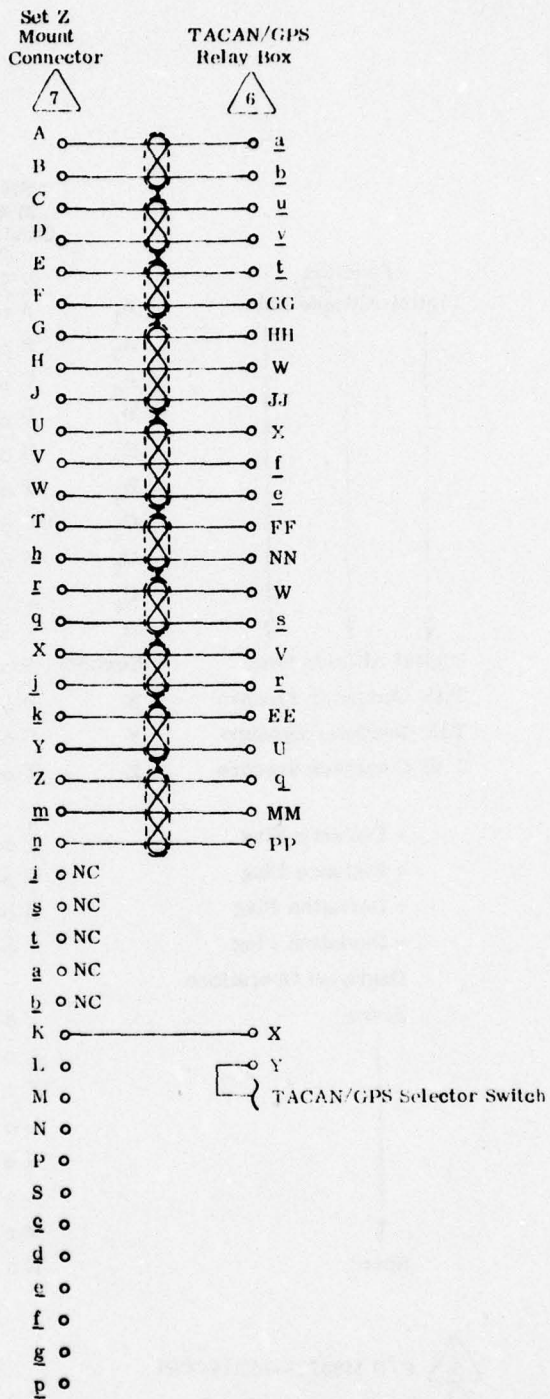 Set Z
Mount
Connector
TACAN/GPS
Relay Box
7 6
A a
B b
C u
D v
E t
F GG
G HH
H W
J JJ
U X
V f
W e
T FF
h NN
r W
q s
X V
j r
k EE
Y U
Z q
m MM
n PP
i NC
s NC
t NC
a NC
b NC
K X
L Y
M TACAN/GPS Selector Switch
N
P
S
c
d
e
f
g
p